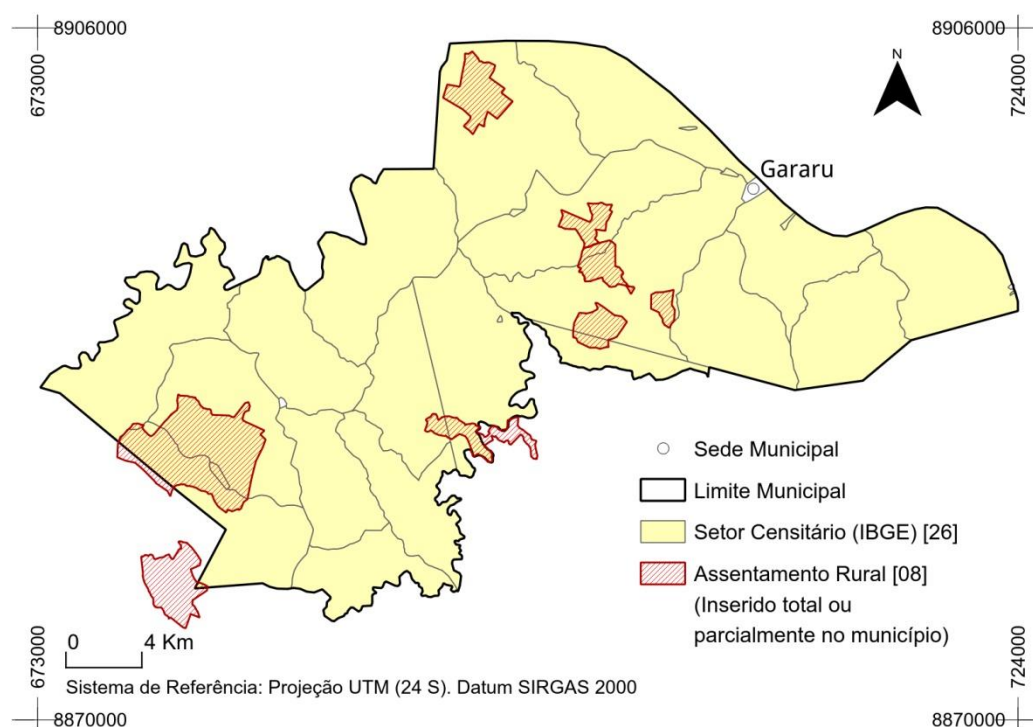 8906000
8906000
673000
724000
N
Gararu
Sede Municipal
Limite Municipal
Setor Censitário (IBGE) [26]
Assentamento Rural [08]
(Inserido total ou
parcialmente no município)
0 4 Km
673000
724000
Sistema de Referência: Projeção UTM (24 S). Datum SIRGAS 2000
8870000
8870000